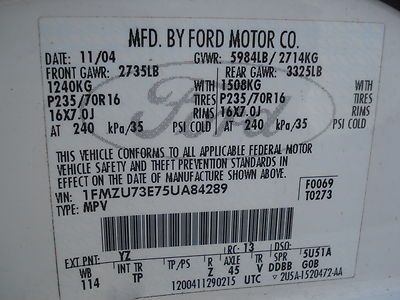 MFD. BY FORD MOTOR CO.
DATE: 11/04 GVWR: 5984LB/ 2714KG
FRONT GAWR: 2735LB REAR GAWR: 3325LB
1240KG WITH 1508KG WITH
P235/70R16 TIRES P235/70R16 TIRES
16X7.0J RIMS 16X7.0J RIMS
AT 240 kPa/35 PSI COLD AT 240 kPa/35 PSI COLD
Ford
THIS VEHICLE CONFORMS TO ALL APPLICABLE FEDERAL MOTOR
VEHICLE SAFETY AND THEFT PREVENTION STANDARDS IN
EFFECT ON THE DATE OF MANUFACTURE SHOWN ABOVE.
VIN: 1FMZU73E75UA84289 F0069
TYPE: MPV T0273
EXT PNT: YZ RC: 13 DSO:
WB INT TR TP/PS R AXLE TR SPR 5U51A
114 TP Z 45 V DDBB G0B
1200411290215 UTC 2U5A-1520472-AA